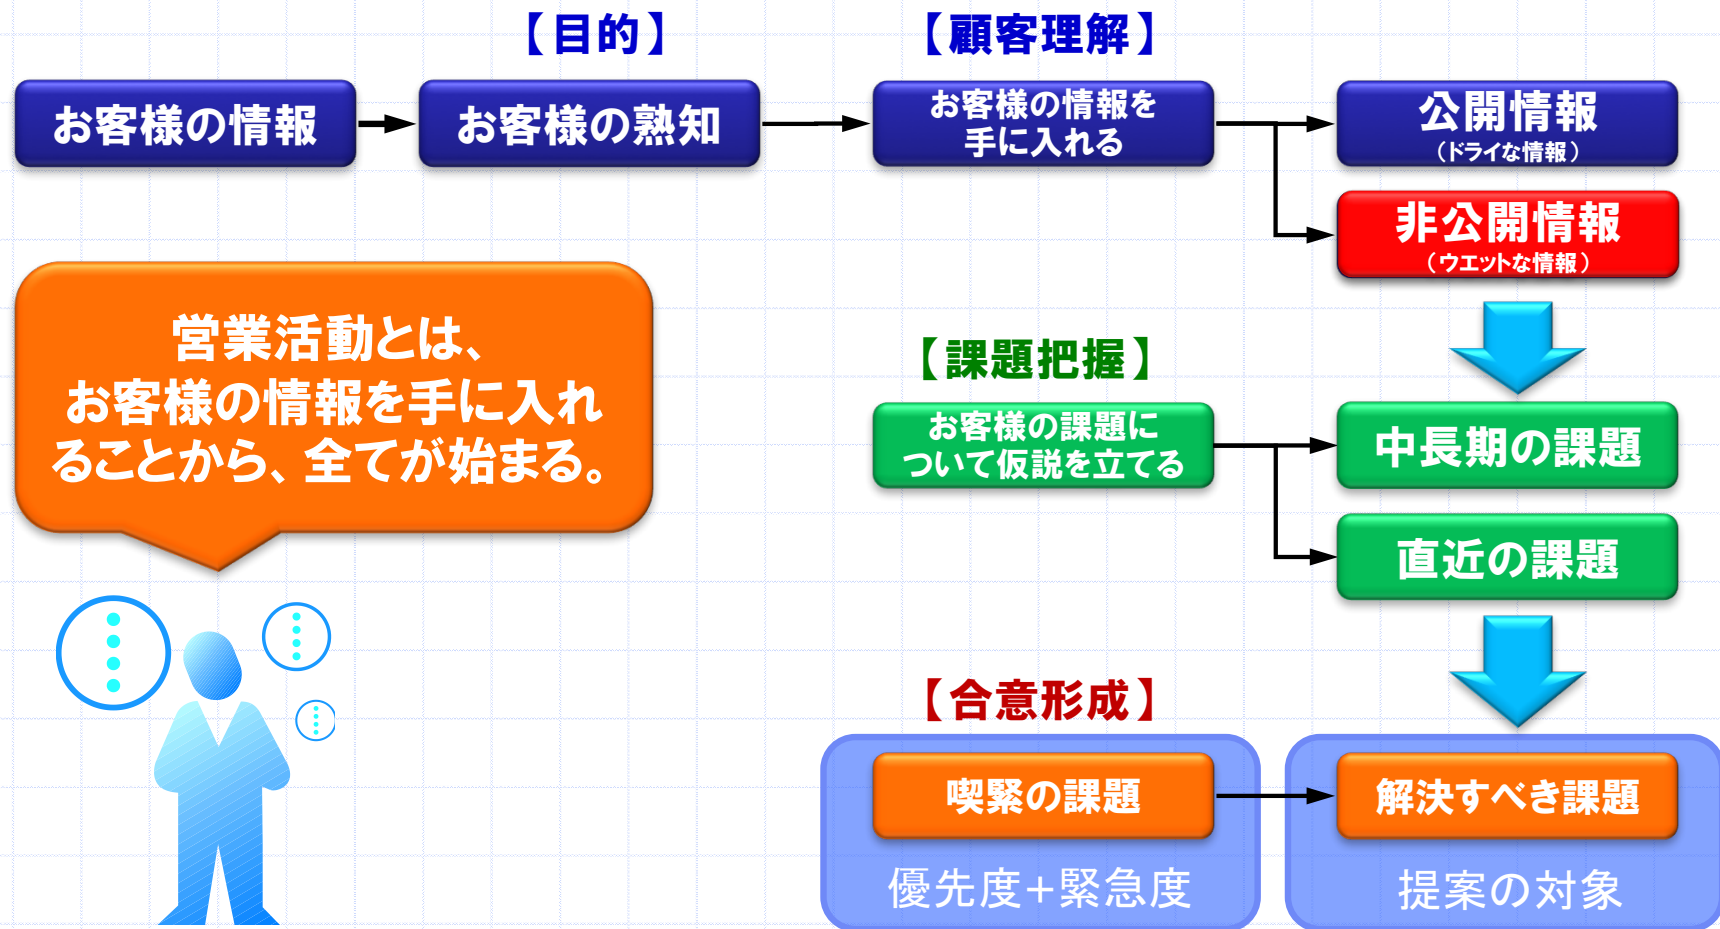 【目的】
【顧客理解】
お客様の情報
お客様の熟知
お客様の情報を
手に入れる
公開情報
（ドライな情報）
非公開情報
（ウエットな情報）
営業活動とは、
お客様の情報を手に入れ
ることから、全てが始まる。
【課題把握】
お客様の課題に
ついて仮説を立てる
中長期の課題
直近の課題
【合意形成】
喫緊の課題
優先度+緊急度
解決すべき課題
提案の対象